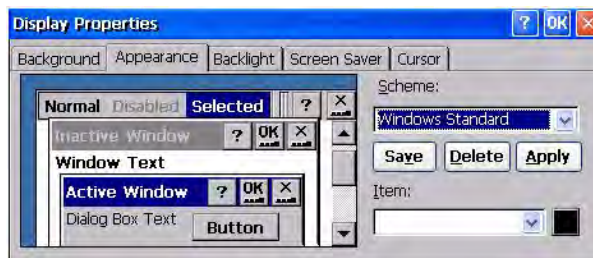 Display Properties ? OK ×
Background Appearance Backlight Screen Saver Cursor
Scheme:
Normal Disabled Selected ? ×
Windows Standard
Inactive Window ? OK ×
Window Text
Save Delete Apply
Active Window ? OK ×
Item:
Dialog Box Text Button